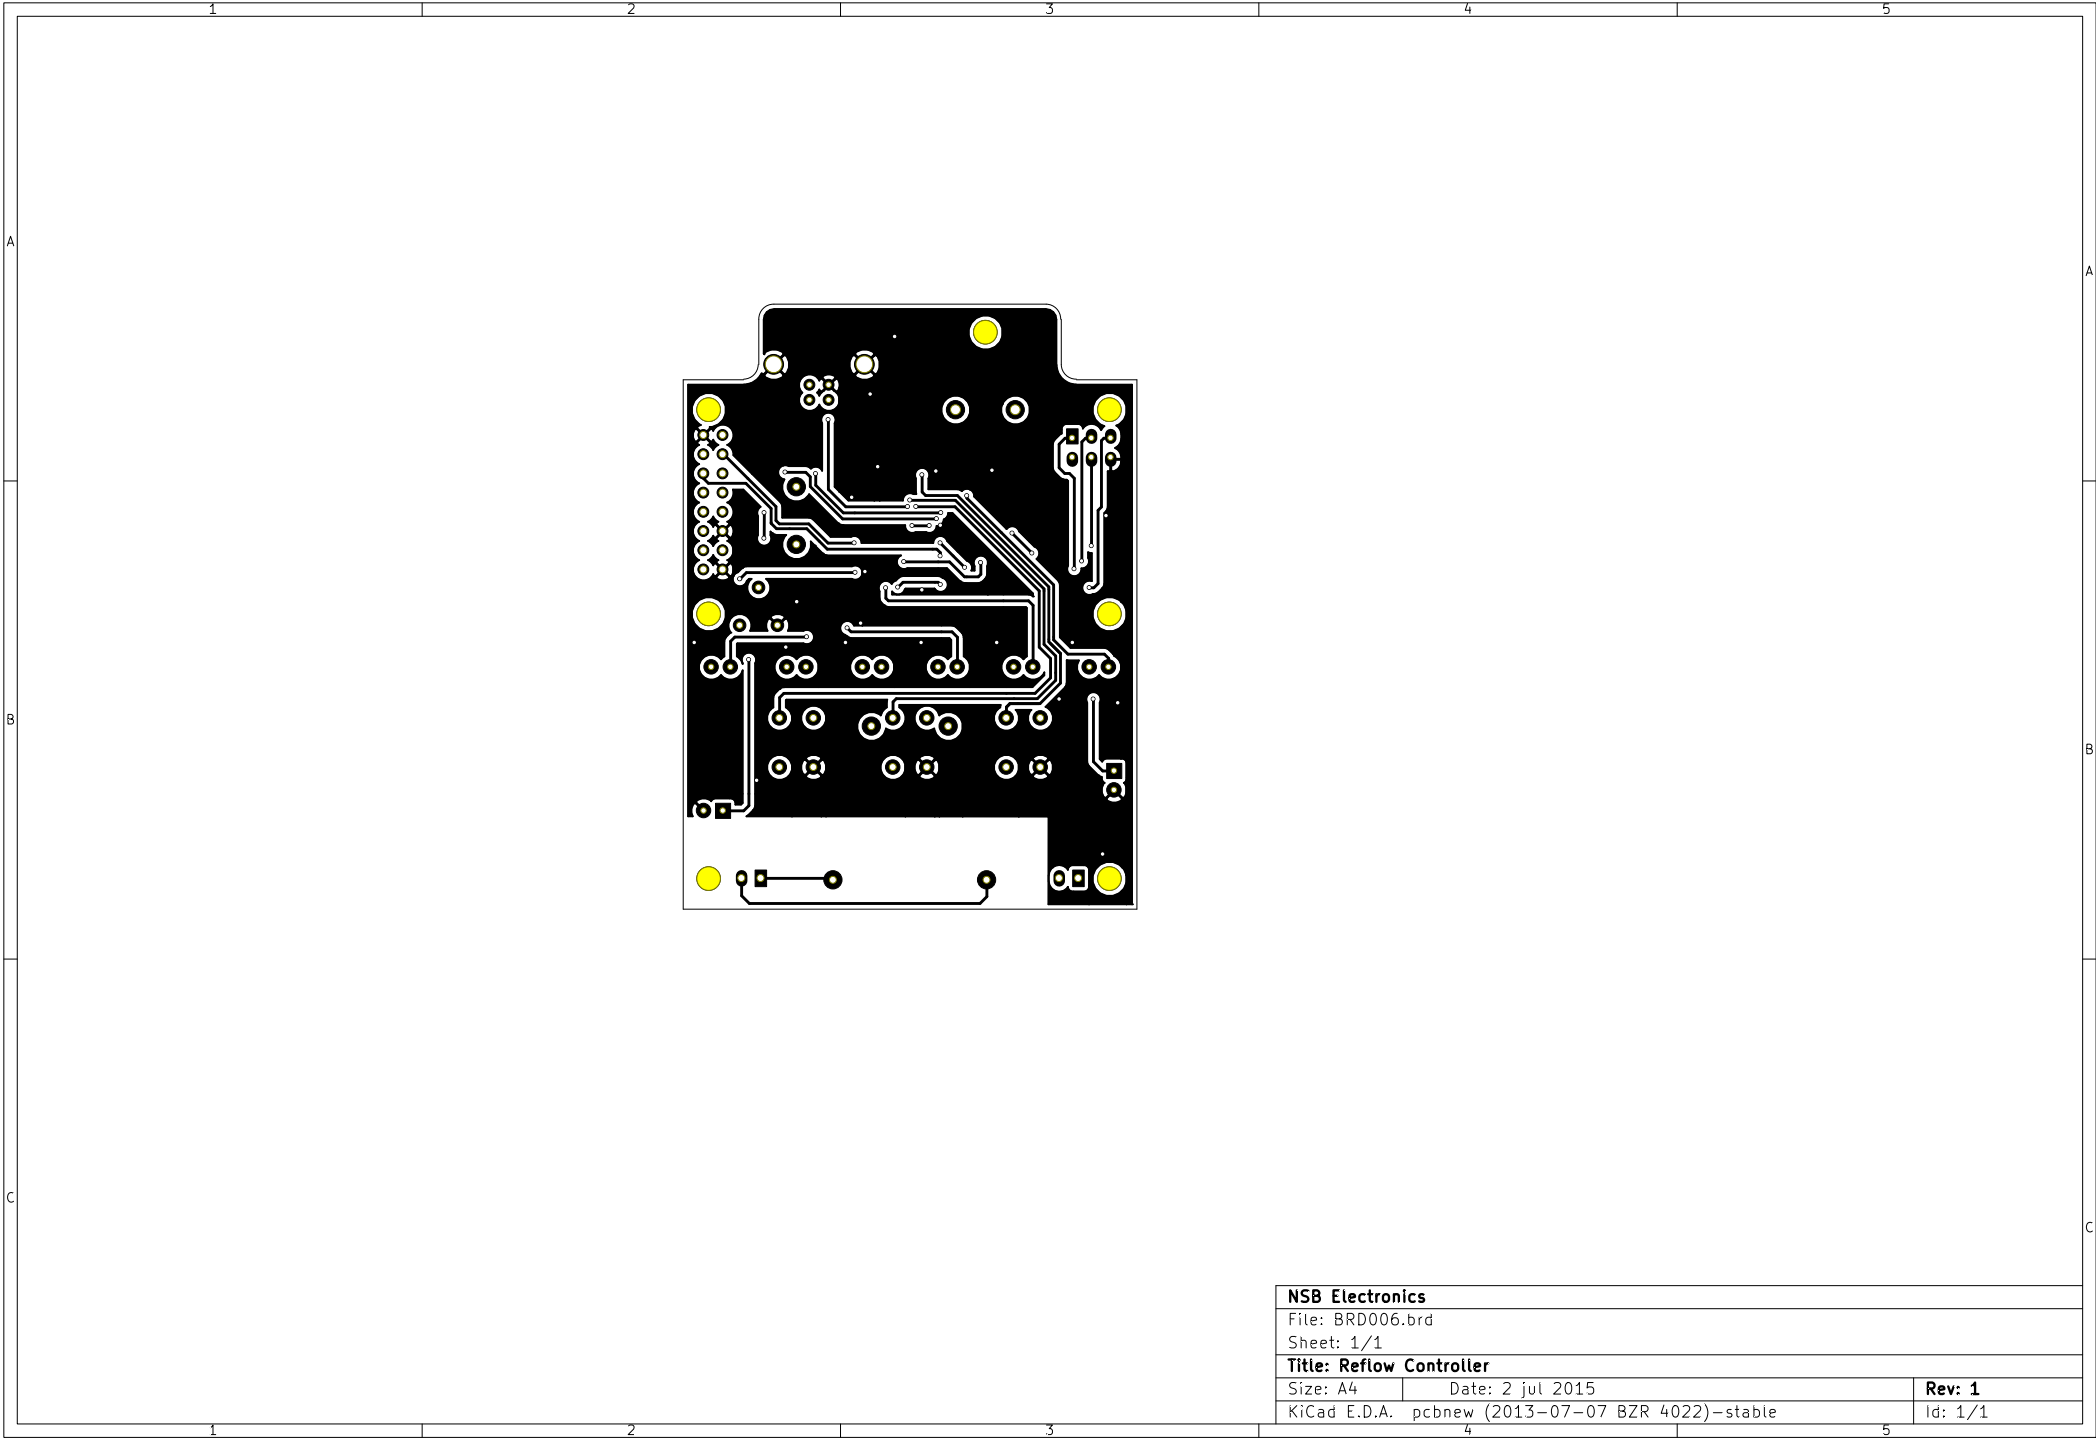 1 2 3 4 5
A A
B B
C C
NSB Electronics
File: BRD006.brd
Sheet: 1/1
Title: Reflow Controller
Size: A4 Date: 2 jul 2015 Rev: 1
KiCad E.D.A. pcbnew (2013-07-07 BZR 4022)-stable Id: 1/1
1 2 3 4 5